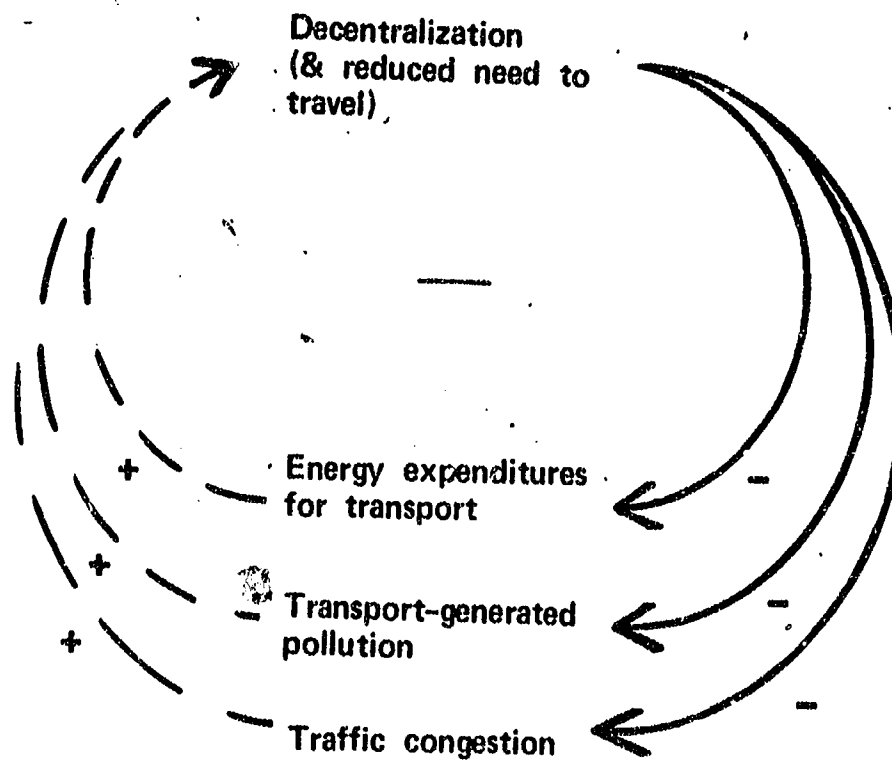 Decentralization
(& reduced need to
travel)
—
+
Energy expenditures
for transport
-
+
Transport-generated
pollution
-
+
Traffic congestion
-